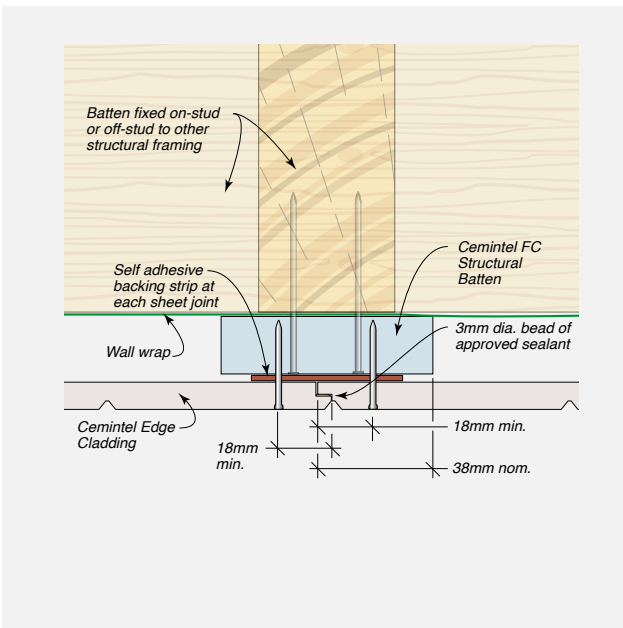 Batten fixed on-stud
or off-stud to other
structural framing
Self adhesive
backing strip at
each sheet joint
Wall wrap
Cemintel Edge
Cladding
Cemintel FC
Structural
Batten
3mm dia. bead of
approved sealant
18mm
min.
18mm min.
38mm nom.